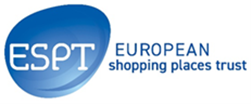 ESPT
EUROPEAN
shopping places trust